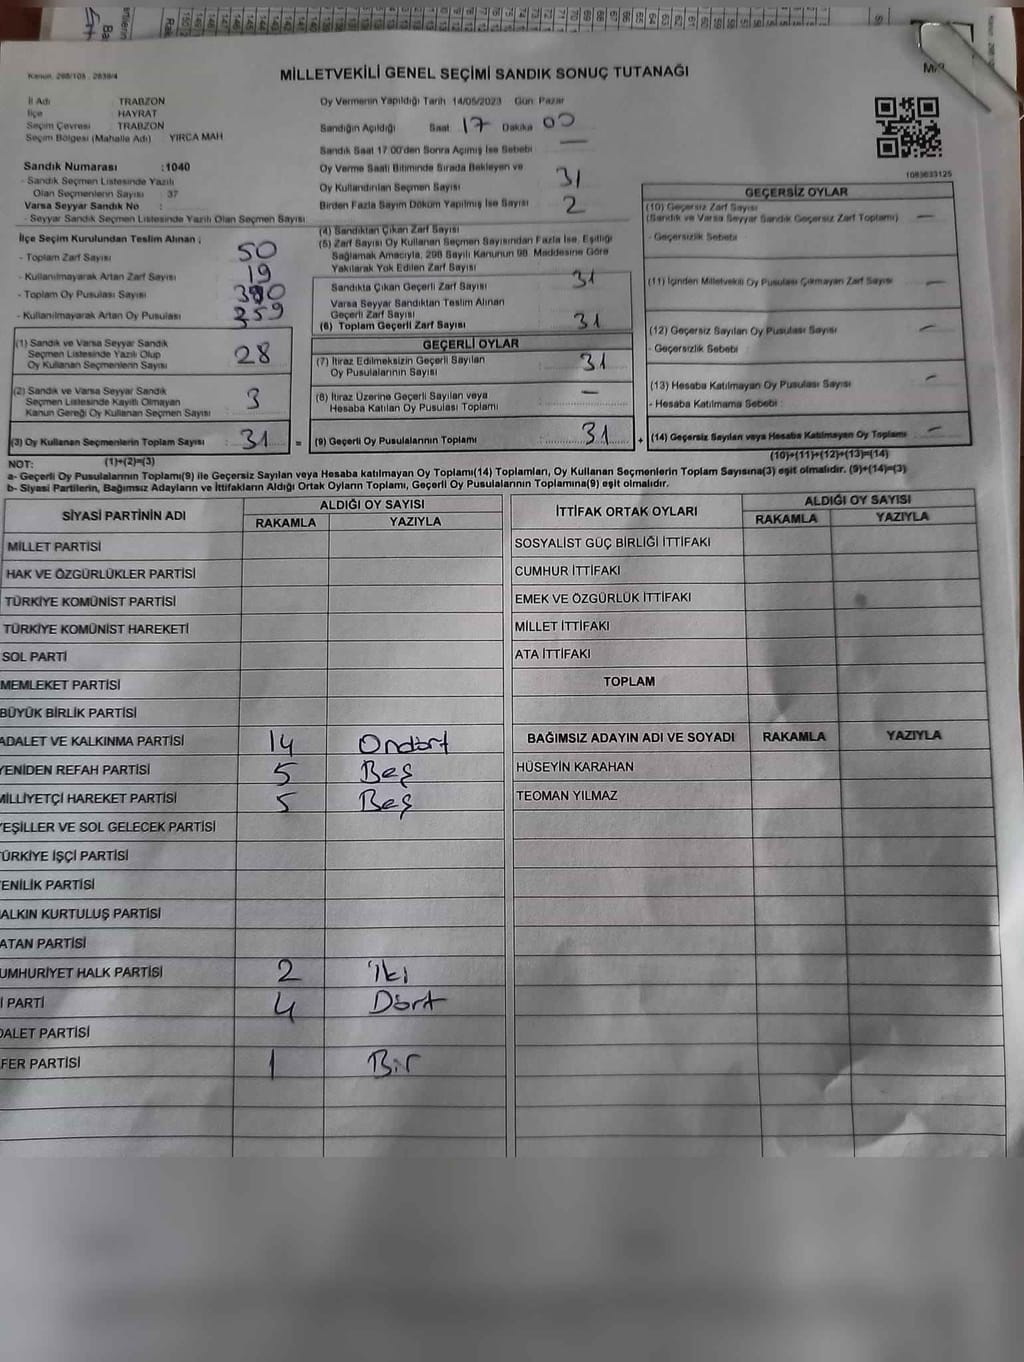 Kanun. 298/105 . 2839/4
MİLLETVEKİLİ GENEL SEÇİMİ SANDIK SONUÇ TUTANAĞI
İl Adı TRABZON
İlçe HAYRAT
Seçim Çevresi TRABZON
Seçim Bölgesi (Mahalle Adı) YIRCA MAH
Oy Vermenin Yapıldığı Tarih 14/05/2023 Gün Pazar
Sandığın Açıldığı Saat 17 Dakika 00
Sandık Saat 17:00'den Sonra Açımış İse Sebebi —
Oy Verme Saati Bitiminde Sırada Bekleyen ve
Oy Kullandırılan Seçmen Sayısı 31
Birden Fazla Sayım Döküm Yapılmış İse Sayısı 2
1083633125
Sandık Numarası :1040
- Sandık Seçmen Listesinde Yazılı
Olan Seçmenlerin Sayısı : 37
Varsa Seyyar Sandık No :
- Seyyar Sandık Seçmen Listesinde Yazılı Olan Seçmen Sayısı
İlçe Seçim Kurulundan Teslim Alınan ;
- Toplam Zarf Sayısı 50
- Kullanılmayarak Artan Zarf Sayısı 19
- Toplam Oy Pusulası Sayısı
- Kullanılmayarak Artan Oy Pusulası 359
(1) Sandık ve Varsa Seyyar Sandık
Seçmen Listesinde Yazılı Olup
Oy Kullanan Seçmenlerin Sayısı 28
(2) Sandık ve Varsa Seyyar Sandık
Seçmen Listesinde Kayıtlı Olmayan
Kanun Gereği Oy Kullanan Seçmen Sayısı 3
(3) Oy Kullanan Seçmenlerin Toplam Sayısı 31 =
(4) Sandıktan Çıkan Zarf Sayısı
(5) Zarf Sayısı Oy Kullanan Seçmen Sayısından Fazla İse, Eşitliği
Sağlamak Amacıyla, 298 Sayılı Kanunun 98. Maddesine Göre
Yakılarak Yok Edilen Zarf Sayısı
Sandıkta Çıkan Geçerli Zarf Sayısı 31
Varsa Seyyar Sandıktan Teslim Alınan
Geçerli Zarf Sayısı
(6) Toplam Geçerli Zarf Sayısı 31
GEÇERLİ OYLAR
(7) İtiraz Edilmeksizin Geçerli Sayılan
Oy Pusulalarının Sayısı 31
(8) İtiraz Üzerine Geçerli Sayılan veya
Hesaba Katılan Oy Pusulası Toplamı —
(9) Geçerli Oy Pusulalarının Toplamı 31 +
GEÇERSİZ OYLAR
(10) Geçersiz Zarf Sayısı
(Sandık ve Varsa Seyyar Sandık Geçersiz Zarf Toplamı) —
- Geçersizlik Sebebi
(11) İçinden Milletvekili Oy Pusulası Çıkmayan Zarf Sayısı —
(12) Geçersiz Sayılan Oy Pusulası Sayısı —
- Geçersizlik Sebebi :
(13) Hesaba Katılmayan Oy Pusulası Sayısı —
- Hesaba Katılmama Sebebi :
(14) Geçersiz Sayılan veya Hesaba Katılmayan Oy Toplamı —
NOT: (1)+(2)=(3)
(10)+(11)+(12)+(13)=(14)
a- Geçerli Oy Pusulalarının Toplamı(9) ile Geçersiz Sayılan veya Hesaba katılmayan Oy Toplamı(14) Toplamları, Oy Kullanan Seçmenlerin Toplam Sayısına(3) eşit olmalıdır. (9)+(14)=(3)
b- Siyasi Partilerin, Bağımsız Adayların ve İttifakların Aldığı Ortak Oyların Toplamı, Geçerli Oy Pusulalarının Toplamına(9) eşit olmalıdır.
SİYASİ PARTİNİN ADI
ALDIĞI OY SAYISI
RAKAMLA YAZIYLA
MİLLET PARTİSİ
HAK VE ÖZGÜRLÜKLER PARTİSİ
TÜRKİYE KOMÜNİST PARTİSİ
TÜRKİYE KOMÜNİST HAREKETİ
SOL PARTİ
MEMLEKET PARTİSİ
BÜYÜK BİRLİK PARTİSİ
ADALET VE KALKINMA PARTİSİ 14 Ondört
YENİDEN REFAH PARTİSİ 5 Beş
MİLLİYETÇİ HAREKET PARTİSİ 5 Beş
YEŞİLLER VE SOL GELECEK PARTİSİ
ÜRKİYE İŞÇİ PARTİSİ
ENİLİK PARTİSİ
ALKIN KURTULUŞ PARTİSİ
ATAN PARTİSİ
UMHURİYET HALK PARTİSİ 2 İki
İ PARTİ 4 Dört
DALET PARTİSİ
FER PARTİSİ 1 Bir
İTTİFAK ORTAK OYLARI
ALDIĞI OY SAYISI
RAKAMLA YAZIYLA
SOSYALİST GÜÇ BİRLİĞİ İTTİFAKI
CUMHUR İTTİFAKI
EMEK VE ÖZGÜRLÜK İTTİFAKI
MİLLET İTTİFAKI
ATA İTTİFAKI
TOPLAM
BAĞIMSIZ ADAYIN ADI VE SOYADI RAKAMLA YAZIYLA
HÜSEYİN KARAHAN
TEOMAN YILMAZ